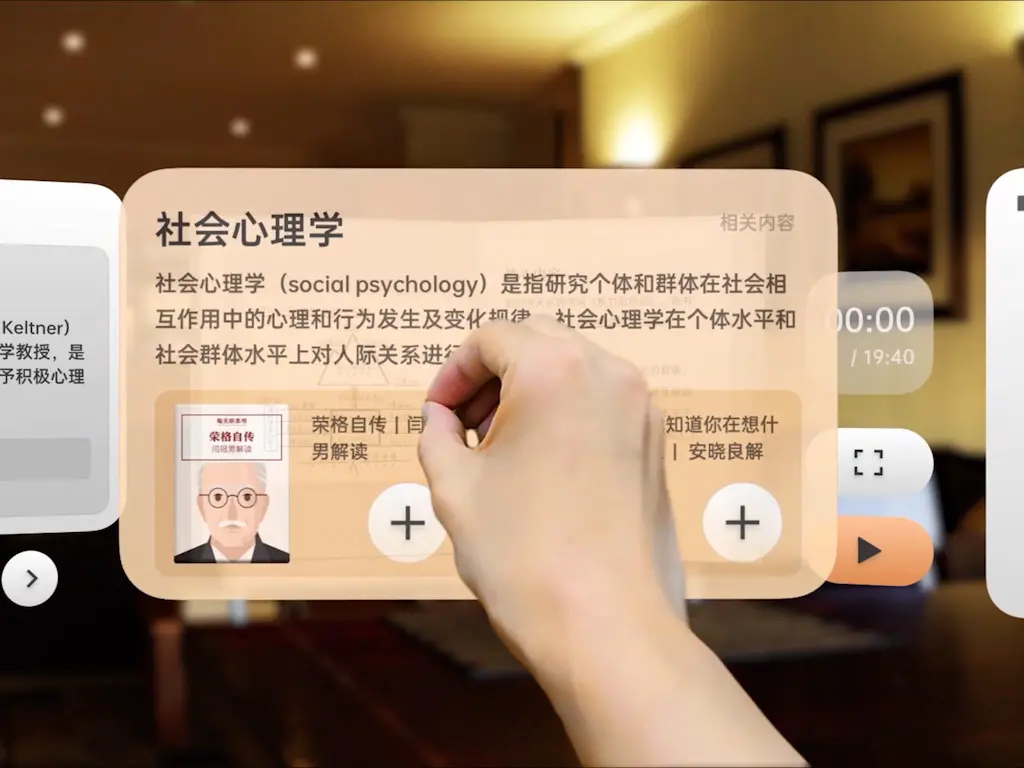 Keltner）
学教授，是
予积极心理
社会心理学
相关内容
社会心理学（social psychology）是指研究个体和群体在社会相
互作用中的心理和行为发生及变化规律，社会心理学在个体水平和
社会群体水平上对人际关系进行
每天听本书
荣格自传
闫冠男解读
荣格自传丨闫
男解读
知道你在想什
丨 安晓良解
00:00
/ 19:40